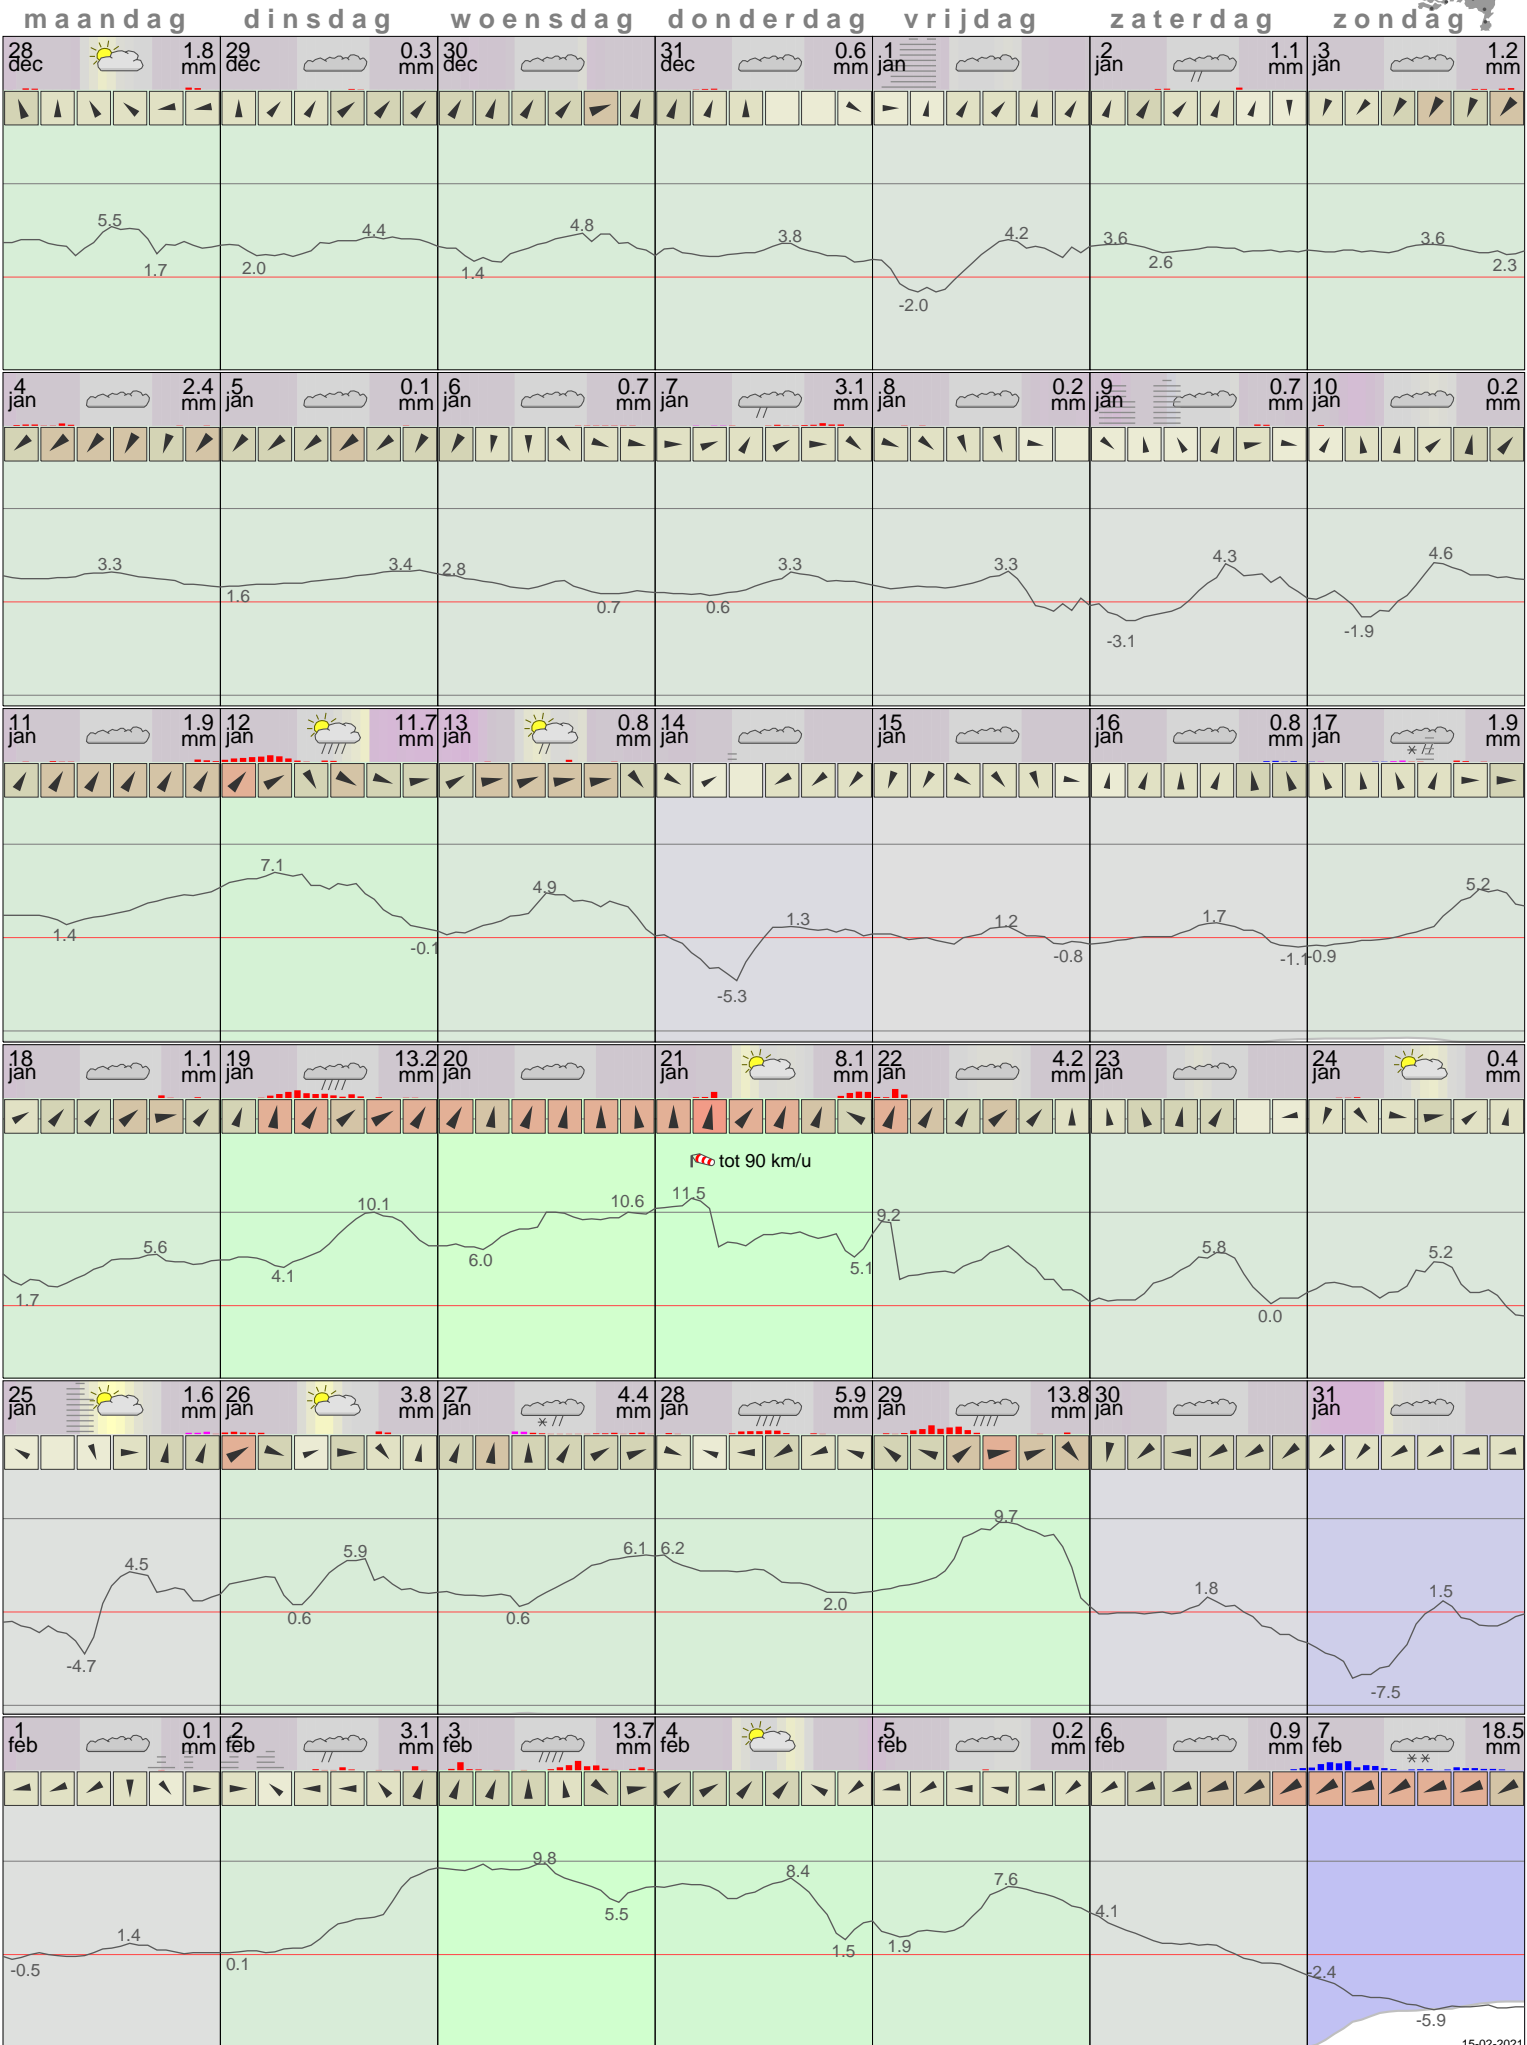 maandag dinsdag woensdag donderdag vrijdag zaterdag zondag
28 dec 1.8 mm 29 dec 0.3 mm 30 dec 31 dec 0.6 mm 1 jan 2 jan 1.1 mm 3 jan 1.2 mm
5.5 1.7 2.0 4.4 1.4 4.8 3.8 -2.0 4.2 3.6 2.6 3.6 2.3
4 jan 2.4 mm 5 jan 0.1 mm 6 jan 0.7 mm 7 jan 3.1 mm 8 jan 0.2 mm 9 jan 0.7 mm 10 jan 0.2 mm
3.3 1.6 3.4 2.8 0.7 0.6 3.3 3.3 -3.1 4.3 -1.9 4.6
11 jan 1.9 mm 12 jan 11.7 mm 13 jan 0.8 mm 14 jan 15 jan 16 jan 0.8 mm 17 jan 1.9 mm
1.4 7.1 -0.1 4.9 -5.3 1.3 1.2 -0.8 1.7 -1.1 -0.9 5.2
18 jan 1.1 mm 19 jan 13.2 mm 20 jan 21 jan 8.1 mm 22 jan 4.2 mm 23 jan 24 jan 0.4 mm
tot 90 km/u
1.7 5.6 4.1 10.1 6.0 10.6 11.5 5.1 9.2 5.8 0.0 5.2
25 jan 1.6 mm 26 jan 3.8 mm 27 jan 4.4 mm 28 jan 5.9 mm 29 jan 13.8 mm 30 jan 31 jan
-4.7 4.5 0.6 5.9 0.6 6.1 6.2 2.0 9.7 1.8 -7.5 1.5
1 feb 0.1 mm 2 feb 3.1 mm 3 feb 13.7 mm 4 feb 5 feb 0.2 mm 6 feb 0.9 mm 7 feb 18.5 mm
-0.5 1.4 0.1 9.8 5.5 8.4 1.5 1.9 7.6 4.1 -2.4 -5.9
15-02-2021